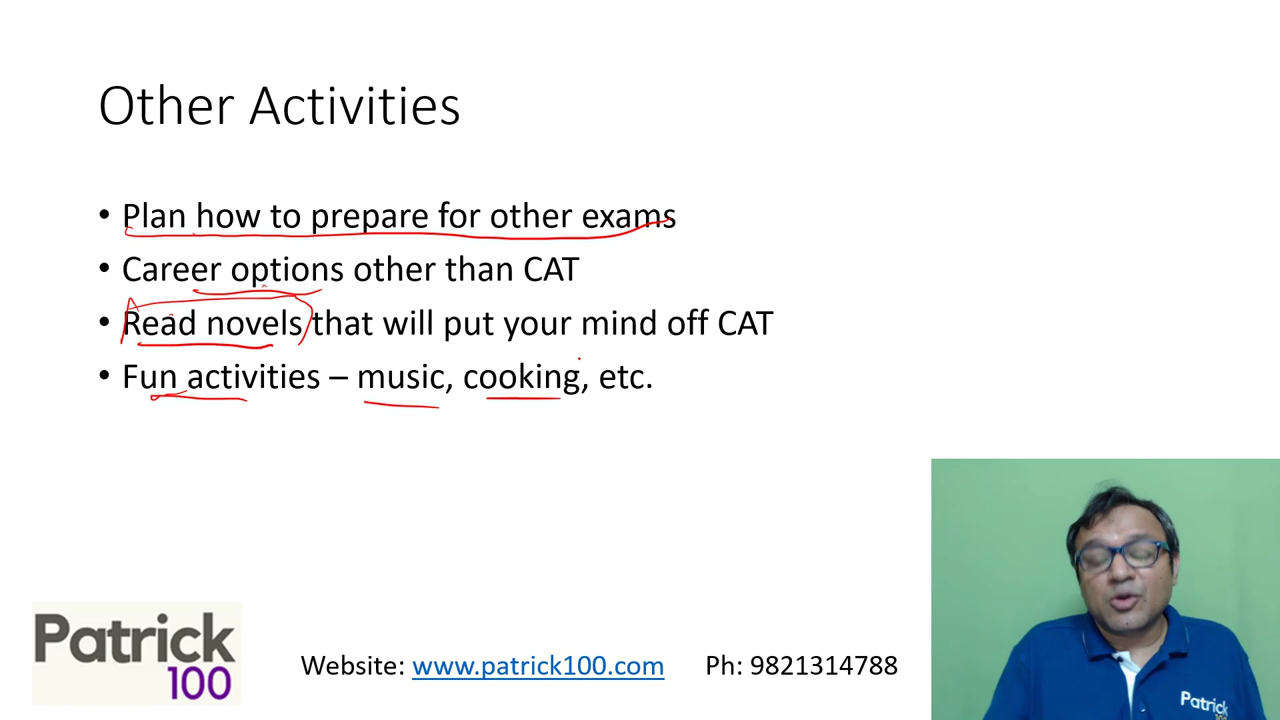 Other Activities
• Plan how to prepare for other exams
• Career options other than CAT
• Read novels that will put your mind off CAT
• Fun activities – music, cooking, etc.
Patrick
100
Website: www.patrick100.com Ph: 9821314788
Patrick
100